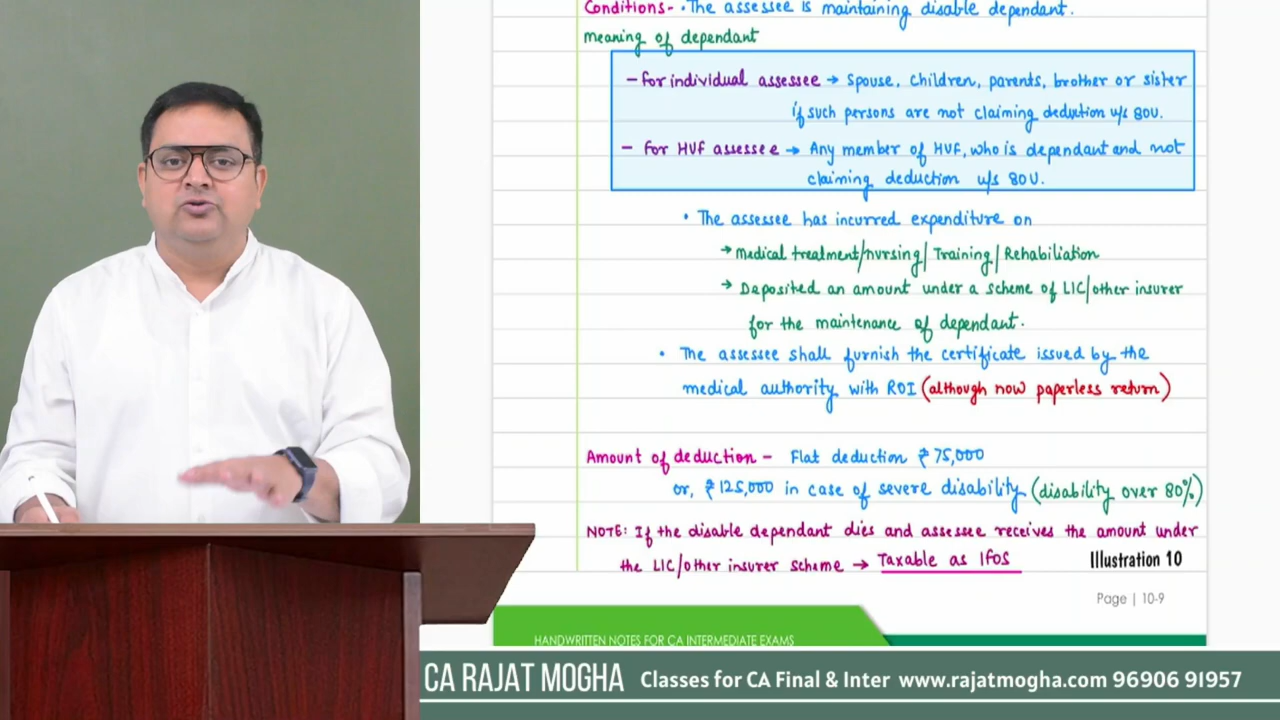 Conditions- • The assessee is maintaining disable dependant.
meaning of dependant
- for individual assessee → Spouse, children, parents, brother or sister
if such persons are not claiming deduction u/s 80U.
- for HUF assessee → Any member of HUF, who is dependant and not
claiming deduction u/s 80U.
• The assessee has incurred expenditure on
→ Medical treatment/nursing/Training/Rehabiliation
→ Deposited an amount under a scheme of LIC/other insurer
for the maintenance of dependant.
• The assessee shall furnish the certificate issued by the
medical authority with ROI (although now paperless return)
Amount of deduction - Flat deduction ₹75,000
or, ₹125,000 in case of severe disability (disability over 80%)
NOTE: If the disable dependant dies and assessee receives the amount under
the LIC/other insurer scheme → Taxable as IFOS
Illustration 10
Page | 10-9
HANDWRITTEN NOTES FOR CA INTERMEDIATE EXAMS
CA RAJAT MOGHA Classes for CA Final & Inter www.rajatmogha.com 96906 91957